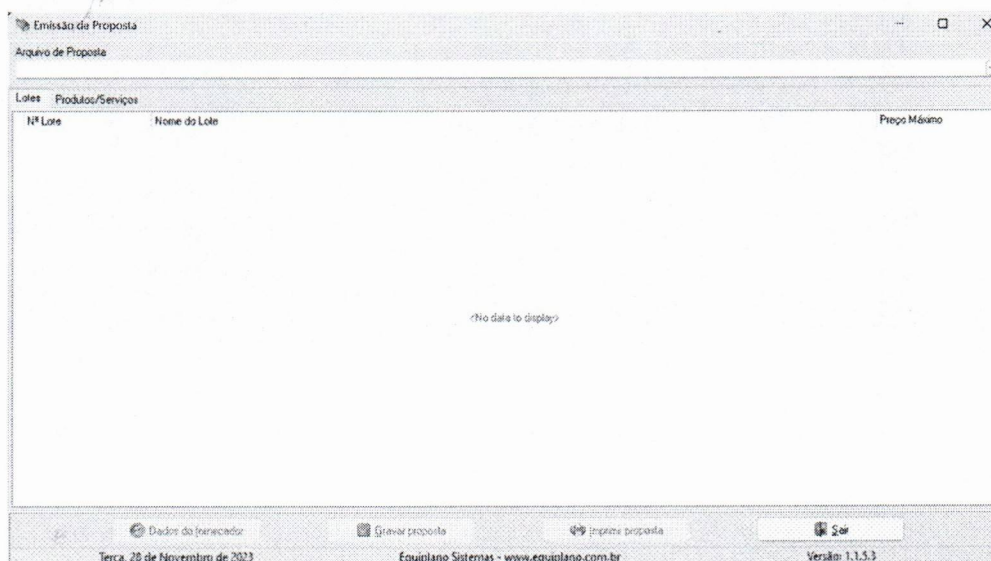 Emissão de Proposta
Arquivo de Proposta
Lotes Produtos/Serviços
Nº Lote Nome do Lote Preço Máximo
<No data to display>
Dados do fornecedor Gravar proposta Imprimir proposta Sair
Terça, 28 de Novembro de 2023 Equiplano Sistemas - www.equiplano.com.br Versão: 1.1.5.3